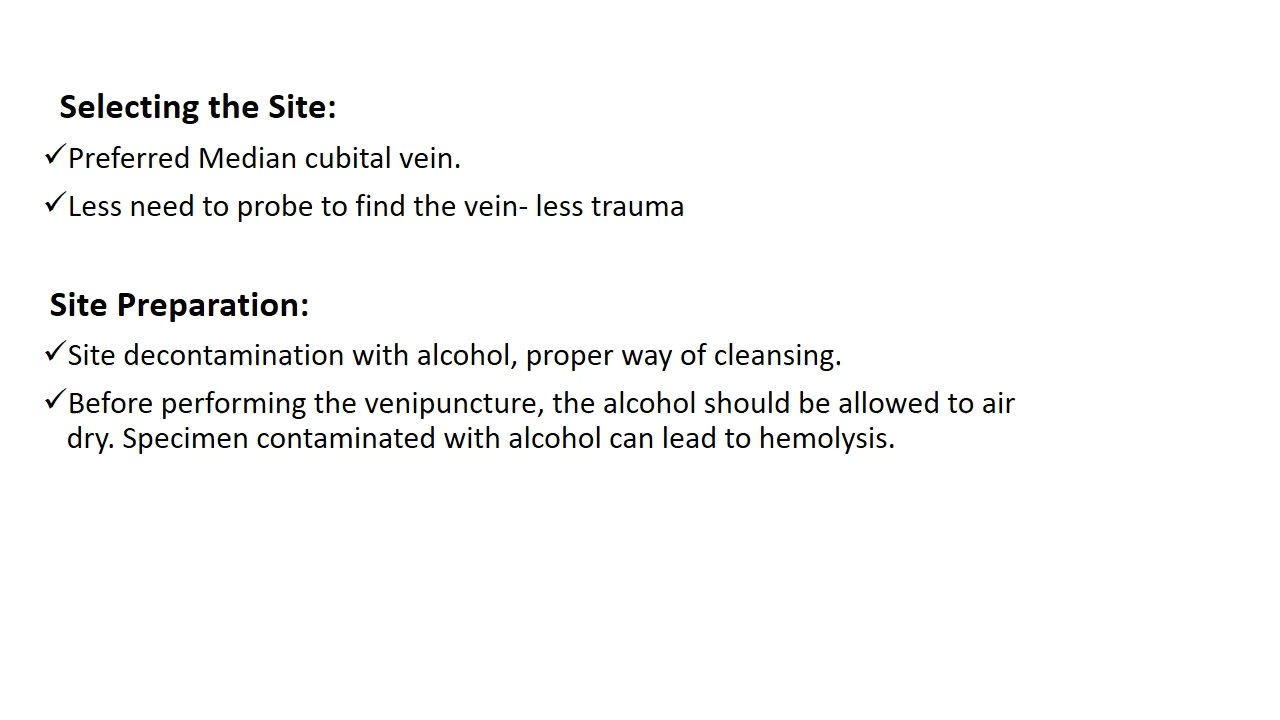 Selecting the Site:
✓Preferred Median cubital vein.
✓Less need to probe to find the vein- less trauma
Site Preparation:
✓Site decontamination with alcohol, proper way of cleansing.
✓Before performing the venipuncture, the alcohol should be allowed to air
dry. Specimen contaminated with alcohol can lead to hemolysis.